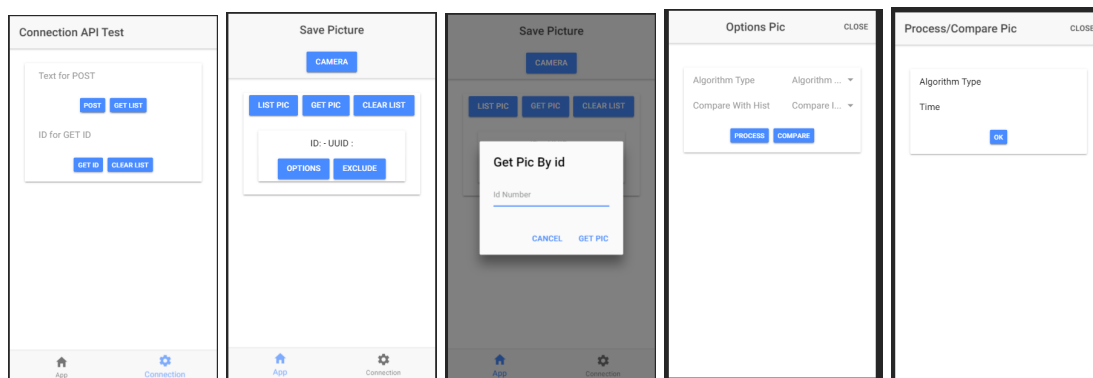 Connection API Test
Text for POST
POST GET LIST
ID for GET ID
GET ID CLEAR LIST
App Connection
Save Picture
CAMERA
LIST PIC GET PIC CLEAR LIST
ID: - UUID :
OPTIONS EXCLUDE
App Connection
Save Picture
CAMERA
LIST PIC GET PIC CLEAR LIST
Get Pic By id
Id Number
CANCEL GET PIC
App Connection
Options Pic CLOSE
Algorithm Type Algorithm ...
Compare With Hist Compare I...
PROCESS COMPARE
Process/Compare Pic CLOSE
Algorithm Type
Time
OK